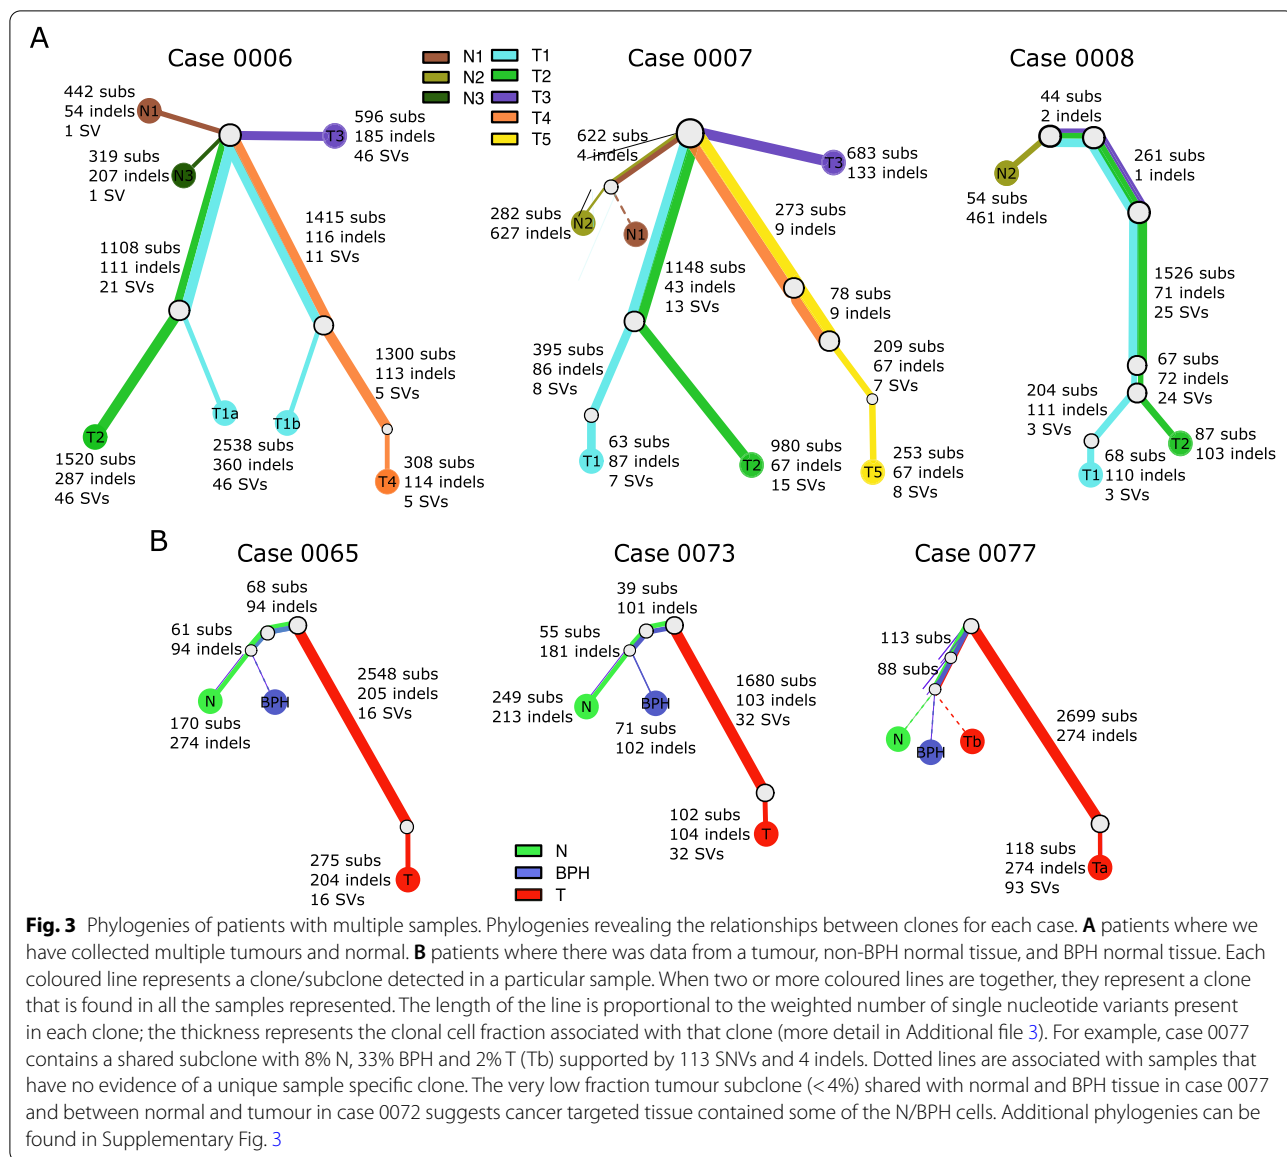 A
Case 0006
N1
N2
N3
T1
T2
T3
T4
T5
442 subs
54 indels
1 SV
N1
319 subs
207 indels
1 SV
N3
596 subs
185 indels
46 SVs
T3
1108 subs
111 indels
21 SVs
1415 subs
116 indels
11 SVs
1300 subs
113 indels
5 SVs
T2
1520 subs
287 indels
46 SVs
T1a
T1b
2538 subs
360 indels
46 SVs
T4
308 subs
114 indels
5 SVs
Case 0007
622 subs
4 indels
282 subs
627 indels
N2
N1
T3
683 subs
133 indels
273 subs
9 indels
1148 subs
43 indels
13 SVs
78 subs
9 indels
395 subs
86 indels
8 SVs
209 subs
67 indels
7 SVs
T1
63 subs
87 indels
7 SVs
T2
980 subs
67 indels
15 SVs
T5
253 subs
67 indels
8 SVs
Case 0008
44 subs
2 indels
N2
54 subs
461 indels
261 subs
1 indels
1526 subs
71 indels
25 SVs
67 subs
72 indels
24 SVs
204 subs
111 indels
3 SVs
T1
68 subs
110 indels
3 SVs
T2
87 subs
103 indels
B
Case 0065
68 subs
94 indels
61 subs
94 indels
N
170 subs
274 indels
BPH
2548 subs
205 indels
16 SVs
275 subs
204 indels
16 SVs
T
Case 0073
39 subs
101 indels
55 subs
181 indels
249 subs
213 indels
N
BPH
71 subs
102 indels
1680 subs
103 indels
32 SVs
102 subs
104 indels
32 SVs
T
N
BPH
T
Case 0077
113 subs
88 subs
N
BPH
Tb
2699 subs
274 indels
118 subs
274 indels
93 SVs
Ta
Fig. 3 Phylogenies of patients with multiple samples. Phylogenies revealing the relationships between clones for each case. A patients where we
have collected multiple tumours and normal. B patients where there was data from a tumour, non-BPH normal tissue, and BPH normal tissue. Each
coloured line represents a clone/subclone detected in a particular sample. When two or more coloured lines are together, they represent a clone
that is found in all the samples represented. The length of the line is proportional to the weighted number of single nucleotide variants present
in each clone; the thickness represents the clonal cell fraction associated with that clone (more detail in Additional file 3). For example, case 0077
contains a shared subclone with 8% N, 33% BPH and 2% T (Tb) supported by 113 SNVs and 4 indels. Dotted lines are associated with samples that
have no evidence of a unique sample specific clone. The very low fraction tumour subclone (< 4%) shared with normal and BPH tissue in case 0077
and between normal and tumour in case 0072 suggests cancer targeted tissue contained some of the N/BPH cells. Additional phylogenies can be
found in Supplementary Fig. 3